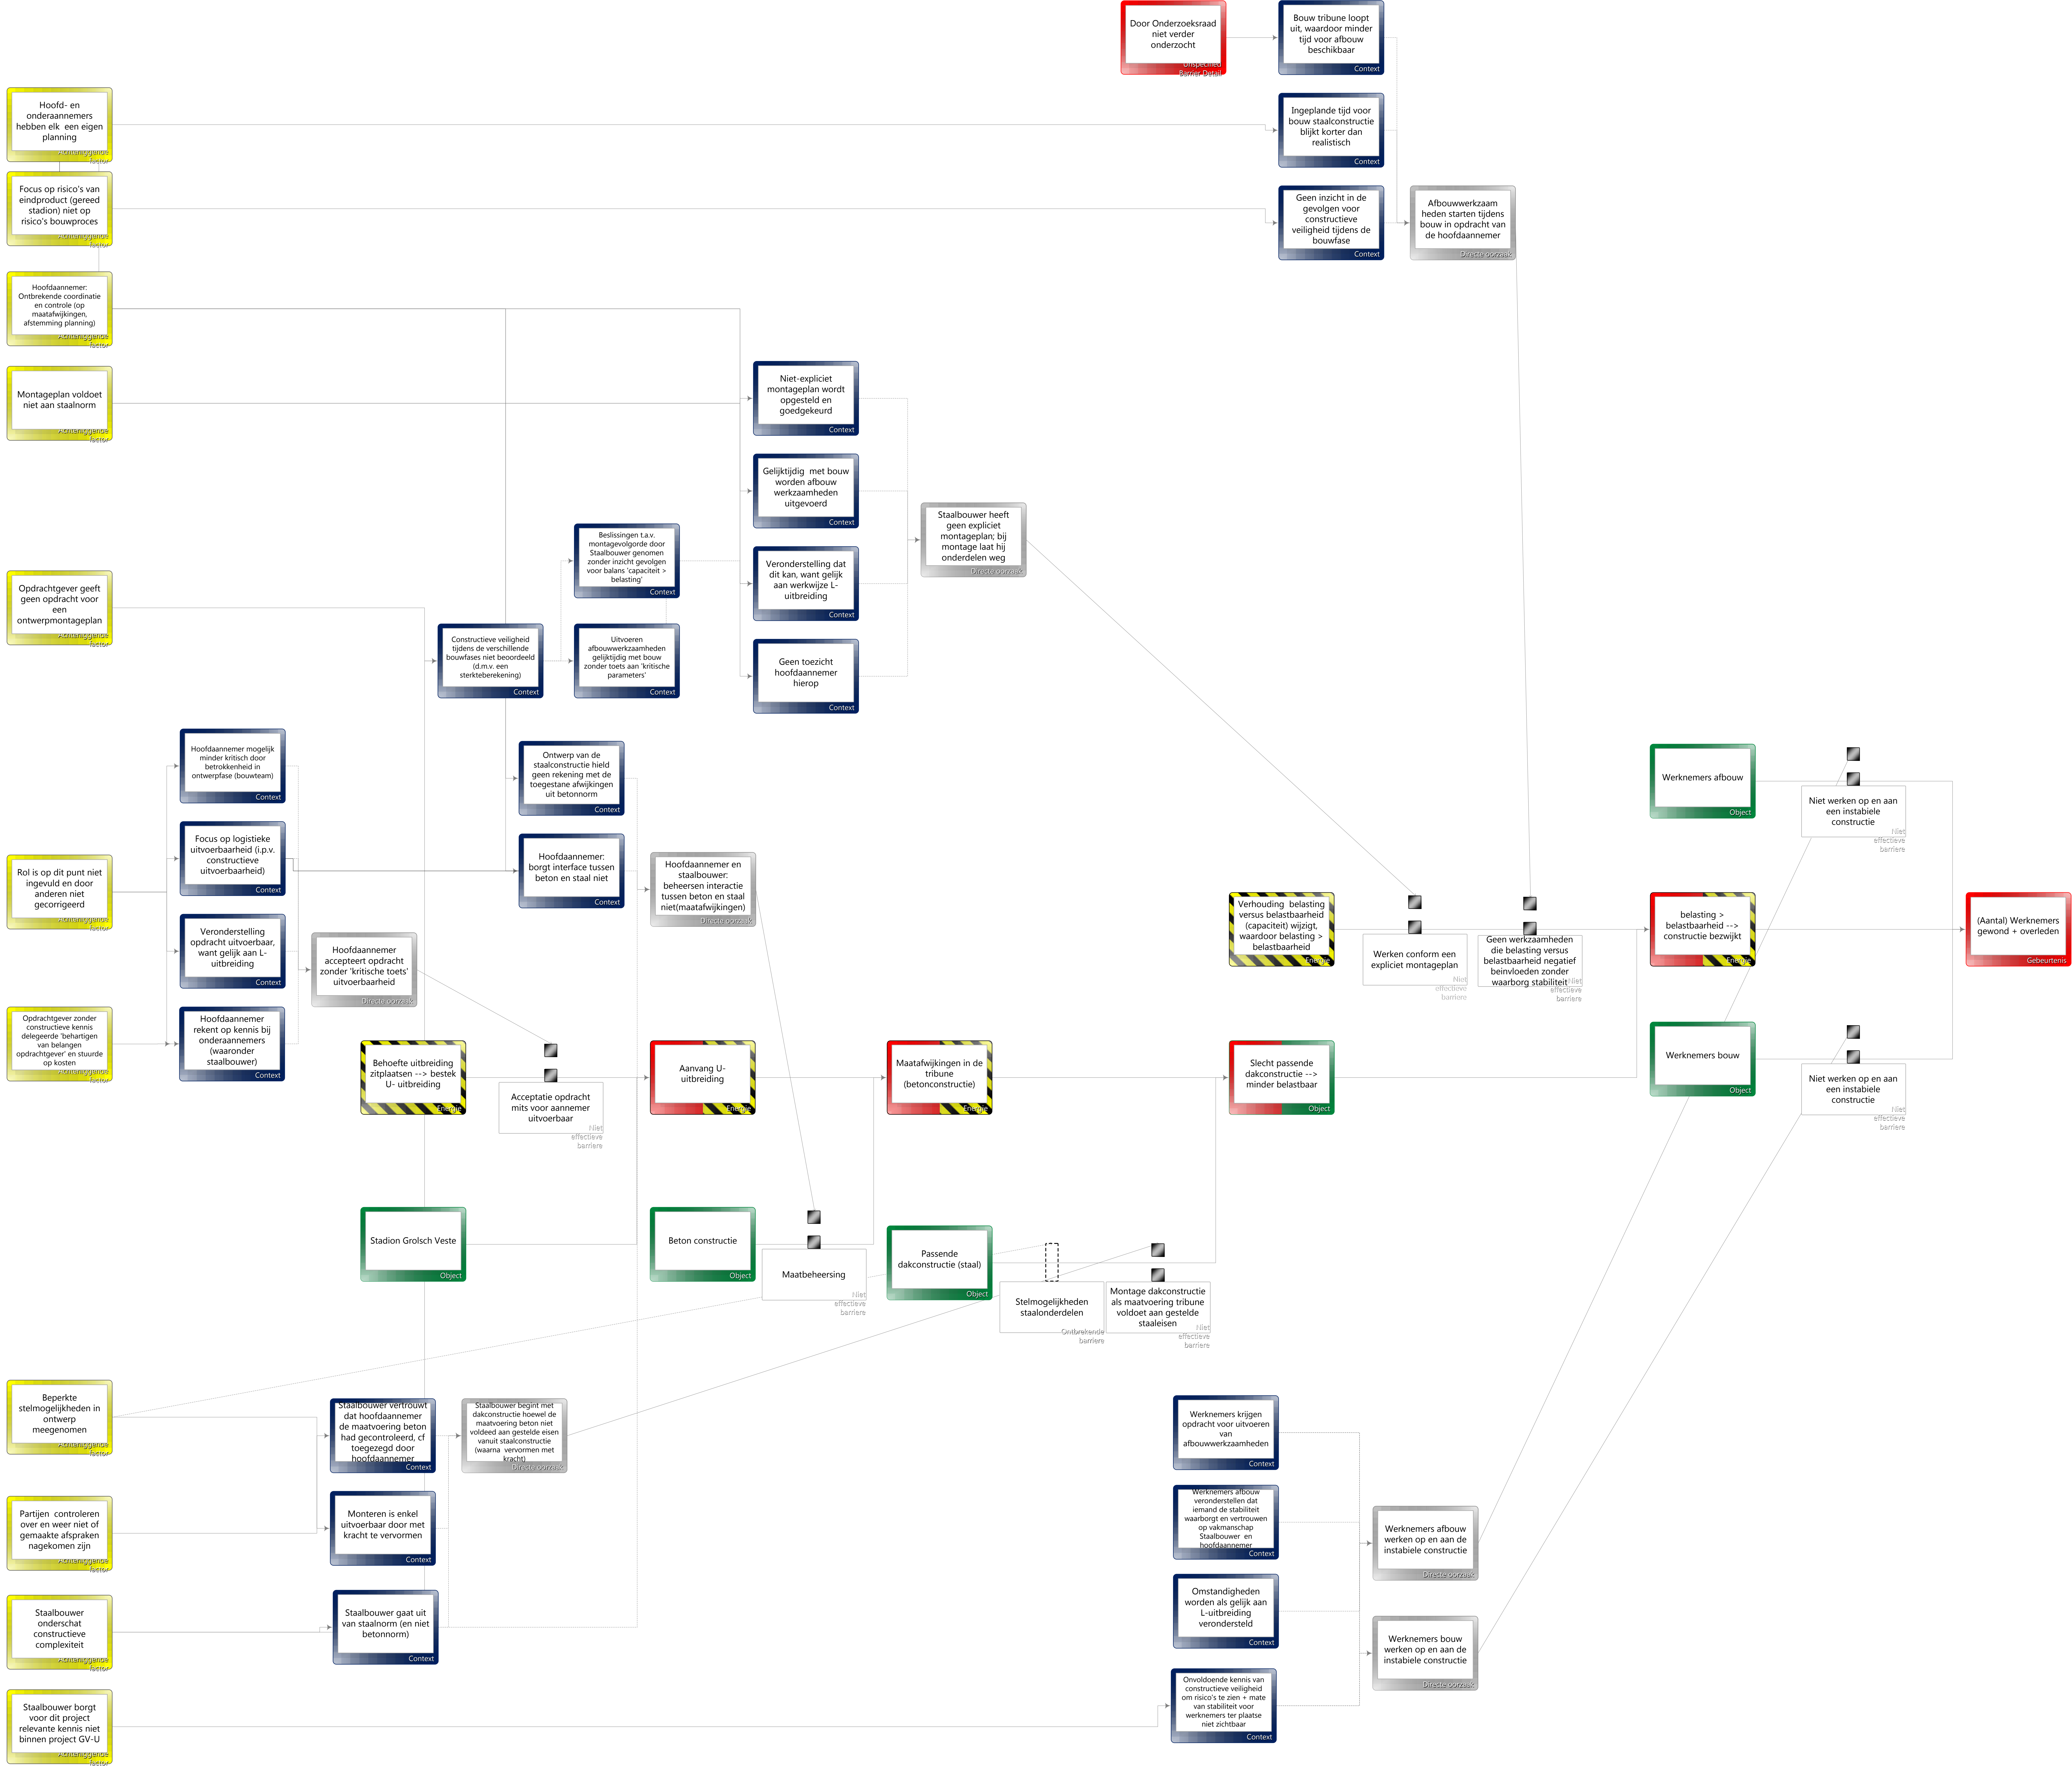 Door Onderzoeksraad
niet verder
onderzocht
Unspecified
Barrier Detail
Bouw tribune loopt
uit, waardoor minder
tijd voor afbouw
beschikbaar
Context
Hoofd- en
onderaannemers
hebben elk een eigen
planning
Achterliggende
factor
Ingeplande tijd voor
bouw staalconstructie
blijkt korter dan
realistisch
Context
Focus op risico's van
eindproduct (gereed
stadion) niet op
risico's bouwproces
Achterliggende
factor
Geen inzicht in de
gevolgen voor
constructieve
veiligheid tijdens de
bouwfase
Context
Afbouwwerkzaam
heden starten tijdens
bouw in opdracht van
de hoofdaannemer
Directe oorzaak
Hoofdaannemer:
Ontbrekende coordinatie
en controle (op
maatafwijkingen,
afstemming planning)
Achterliggende
factor
Montageplan voldoet
niet aan staalnorm
Achterliggende
factor
Niet-expliciet
montageplan wordt
opgesteld en
goedgekeurd
Context
Gelijktijdig met bouw
worden afbouw
werkzaamheden
uitgevoerd
Context
Staalbouwer heeft
geen expliciet
montageplan; bij
montage laat hij
onderdelen weg
Directe oorzaak
Beslissingen t.a.v.
montagevolgorde door
Staalbouwer genomen
zonder inzicht gevolgen
voor balans 'capaciteit >
belasting'
Context
Veronderstelling dat
dit kan, want gelijk
aan werkwijze L-
uitbreiding
Context
Opdrachtgever geeft
geen opdracht voor
een
ontwerpmontageplan
Achterliggende
factor
Constructieve veiligheid
tijdens de verschillende
bouwfases niet beoordeeld
(d.m.v. een
sterkteberekening)
Context
Uitvoeren
afbouwwerkzaamheden
gelijktijdig met bouw
zonder toets aan 'kritische
parameters'
Context
Geen toezicht
hoofdaannemer
hierop
Context
Hoofdaannemer mogelijk
minder kritisch door
betrokkenheid in
ontwerpfase (bouwteam)
Context
Ontwerp van de
staalconstructie hield
geen rekening met de
toegestane afwijkingen
uit betonnorm
Context
Werknemers afbouw
Object
Niet werken op en aan
een instabiele
constructie
Niet
effectieve
barriere
Focus op logistieke
uitvoerbaarheid (i.p.v.
constructieve
uitvoerbaarheid)
Context
Hoofdaannemer:
borgt interface tussen
beton en staal niet
Context
Hoofdaannemer en
staalbouwer:
beheersen interactie
tussen beton en staal
niet(maatafwijkingen)
Directe oorzaak
Rol is op dit punt niet
ingevuld en door
anderen niet
gecorrigeerd
Achterliggende
factor
Verhouding belasting
versus belastbaarheid
(capaciteit) wijzigt,
waardoor belasting >
belastbaarheid
Energie
Werken conform een
expliciet montageplan
Niet
effectieve
barriere
Geen werkzaamheden
die belasting versus
belastbaarheid negatief
beinvloeden zonder
waarborg stabiliteit
Niet
effectieve
barriere
belasting >
belastbaarheid -->
constructie bezwijkt
Energie
(Aantal) Werknemers
gewond + overleden
Gebeurtenis
Veronderstelling
opdracht uitvoerbaar,
want gelijk aan L-
uitbreiding
Context
Hoofdaannemer
accepteert opdracht
zonder 'kritische toets'
uitvoerbaarheid
Directe oorzaak
Opdrachtgever zonder
constructieve kennis
delegeerde 'behartigen
van belangen
opdrachtgever' en stuurde
op kosten
Achterliggende
factor
Hoofdaannemer
rekent op kennis bij
onderaannemers
(waaronder
staalbouwer)
Context
Behoefte uitbreiding
zitplaatsen --> bestek
U- uitbreiding
Energie
Acceptatie opdracht
mits voor aannemer
uitvoerbaar
Niet
effectieve
barriere
Aanvang U-
uitbreiding
Energie
Maatafwijkingen in de
tribune
(betonconstructie)
Energie
Slecht passende
dakconstructie -->
minder belastbaar
Object
Werknemers bouw
Object
Niet werken op en aan
een instabiele
constructie
Niet
effectieve
barriere
Stadion Grolsch Veste
Object
Beton constructie
Object
Maatbeheersing
Niet
effectieve
barriere
Passende
dakconstructie (staal)
Object
Stelmogelijkheden
staalonderdelen
Ontbrekende
barriere
Montage dakconstructie
als maatvoering tribune
voldoet aan gestelde
staaleisen
Niet
effectieve
barriere
Beperkte
stelmogelijkheden in
ontwerp
meegenomen
Achterliggende
factor
Staalbouwer vertrouwt
dat hoofdaannemer
de maatvoering beton
had gecontroleerd, cf
toegezegd door
hoofdaannemer
Context
Staalbouwer begint met
dakconstructie hoewel de
maatvoering beton niet
voldeed aan gestelde eisen
vanuit staalconstructie
(waarna vervormen met
kracht)
Directe oorzaak
Werknemers krijgen
opdracht voor uitvoeren
van
afbouwwerkzaamheden
Context
Partijen controleren
over en weer niet of
gemaakte afspraken
nagekomen zijn
Achterliggende
factor
Monteren is enkel
uitvoerbaar door met
kracht te vervormen
Context
Werknemers afbouw
veronderstellen dat
iemand de stabiliteit
waarborgt en vertrouwen
op vakmanschap
Staalbouwer en
hoofdaannemer
Context
Werknemers afbouw
werken op en aan de
instabiele constructie
Directe oorzaak
Staalbouwer
onderschat
constructieve
complexiteit
Achterliggende
factor
Staalbouwer gaat uit
van staalnorm (en niet
betonnorm)
Context
Omstandigheden
worden als gelijk aan
L-uitbreiding
verondersteld
Context
Werknemers bouw
werken op en aan de
instabiele constructie
Directe oorzaak
Staalbouwer borgt
voor dit project
relevante kennis niet
binnen project GV-U
Achterliggende
factor
Onvoldoende kennis van
constructieve veiligheid
om risico's te zien + mate
van stabiliteit voor
werknemers ter plaatse
niet zichtbaar
Context